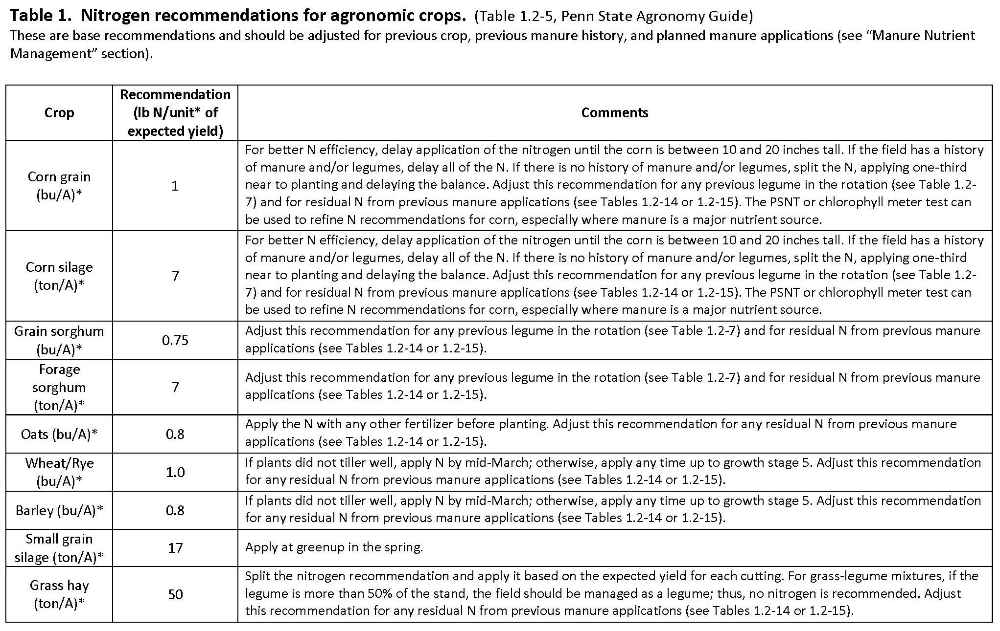 Table 1.  Nitrogen recommendations for agronomic crops.  (Table 1.2-5, Penn State Agronomy Guide)
These are base recommendations and should be adjusted for previous crop, previous manure history, and planned manure applications (see “Manure Nutrient
Management” section).
Crop
Recommendation
(lb N/unit* of
expected yield)
Comments
Corn grain
(bu/A)*
1
For better N efficiency, delay application of the nitrogen until the corn is between 10 and 20 inches tall. If the field has a history
of manure and/or legumes, delay all of the N. If there is no history of manure and/or legumes, split the N, applying one-third
near to planting and delaying the balance. Adjust this recommendation for any previous legume in the rotation (see Table 1.2-
7) and for residual N from previous manure applications (see Tables 1.2-14 or 1.2-15). The PSNT or chlorophyll meter test can
be used to refine N recommendations for corn, especially where manure is a major nutrient source.
Corn silage
(ton/A)*
7
For better N efficiency, delay application of the nitrogen until the corn is between 10 and 20 inches tall. If the field has a history
of manure and/or legumes, delay all of the N. If there is no history of manure and/or legumes, split the N, applying one-third
near to planting and delaying the balance. Adjust this recommendation for any previous legume in the rotation (see Table 1.2-
7) and for residual N from previous manure applications (see Tables 1.2-14 or 1.2-15). The PSNT or chlorophyll meter test can
be used to refine N recommendations for corn, especially where manure is a major nutrient source.
Grain sorghum
(bu/A)*
0.75
Adjust this recommendation for any previous legume in the rotation (see Table 1.2-7) and for residual N from previous manure
applications (see Tables 1.2-14 or 1.2-15).
Forage
sorghum
(ton/A)*
7
Adjust this recommendation for any previous legume in the rotation (see Table 1.2-7) and for residual N from previous manure
applications (see Tables 1.2-14 or 1.2-15).
Oats (bu/A)*
0.8
Apply the N with any other fertilizer before planting. Adjust this recommendation for any residual N from previous manure
applications (see Tables 1.2-14 or 1.2-15).
Wheat/Rye
(bu/A)*
1.0
If plants did not tiller well, apply N by mid-March; otherwise, apply any time up to growth stage 5. Adjust this recommendation
for any residual N from previous manure applications (see Tables 1.2-14 or 1.2-15).
Barley (bu/A)*
0.8
If plants did not tiller well, apply N by mid-March; otherwise, apply any time up to growth stage 5. Adjust this recommendation
for any residual N from previous manure applications (see Tables 1.2-14 or 1.2-15).
Small grain
silage (ton/A)*
17
Apply at greenup in the spring.
Grass hay
(ton/A)*
50
Split the nitrogen recommendation and apply it based on the expected yield for each cutting. For grass-legume mixtures, if the
legume is more than 50% of the stand, the field should be managed as a legume; thus, no nitrogen is recommended. Adjust
this recommendation for any residual N from previous manure applications (see Tables 1.2-14 or 1.2-15).